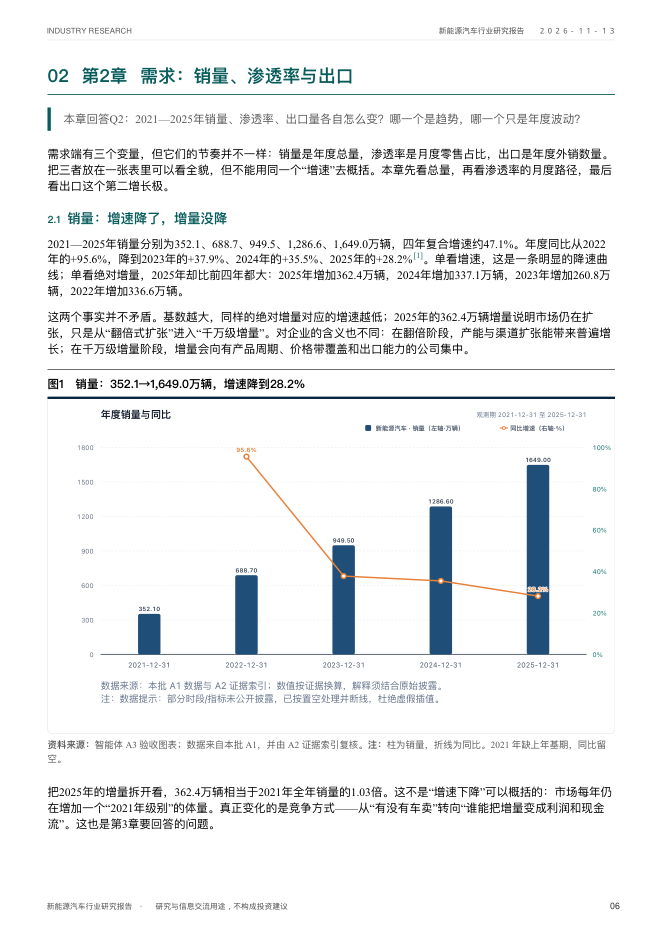 INDUSTRY RESEARCH
新能源汽车行业研究报告 2026-11-13
02 第2章 需求：销量、渗透率与出口
本章回答Q2：2021—2025年销量、渗透率、出口量各自怎么变？哪一个是趋势，哪一个只是年度波动？
需求端有三个变量，但它们的节奏并不一样：销量是年度总量，渗透率是月度零售占比，出口是年度外销数量。
把三者放在一张表里可以看全貌，但不能用同一个“增速”去概括。本章先看总量，再看渗透率的月度路径，最后
看出口这个第二增长极。
2.1 销量：增速降了，增量没降
2021—2025年销量分别为352.1、688.7、949.5、1,286.6、1,649.0万辆，四年复合增速约47.1%。年度同比从2022
年的+95.6%，降到2023年的+37.9%、2024年的+35.5%、2025年的+28.2%[1]。单看增速，这是一条明显的降速曲
线；单看绝对增量，2025年却比前四年都大：2025年增加362.4万辆，2024年增加337.1万辆，2023年增加260.8万
辆，2022年增加336.6万辆。
这两个事实并不矛盾。基数越大，同样的绝对增量对应的增速越低；2025年的362.4万辆增量说明市场仍在扩
张，只是从“翻倍式扩张”进入“千万级增量”。对企业的含义也不同：在翻倍阶段，产能与渠道扩张能带来普遍增
长；在千万级增量阶段，增量会向有产品周期、价格带覆盖和出口能力的公司集中。
图1 销量：352.1→1,649.0万辆，增速降到28.2%
年度销量与同比
观测期 2021-12-31 至 2025-12-31
新能源汽车 · 销量（左轴·万辆） 同比增速（右轴·%）
1800 95.6% 100%
1649.00
1500
1286.60
80%
1200
949.50
60%
900
688.70
40%
600
28.2%
352.10
300
20%
0 0%
2021-12-31 2022-12-31 2023-12-31 2024-12-31 2025-12-31
数据来源：本批 A1 数据与 A2 证据索引；数值按证据换算，解释须结合原始披露。
注：数据提示：部分时段/指标未公开披露，已按置空处理并断线，杜绝虚假插值。
资料来源：智能体 A3 验收图表；数据来自本批 A1，并由 A2 证据索引复核。注：柱为销量，折线为同比。2021 年缺上年基期，同比留
空。
把2025年的增量拆开看，362.4万辆相当于2021年全年销量的1.03倍。这不是“增速下降”可以概括的：市场每年仍
在增加一个“2021年级别”的体量。真正变化的是竞争方式——从“有没有车卖”转向“谁能把增量变成利润和现金
流”。这也是第3章要回答的问题。
新能源汽车行业研究报告 · 研究与信息交流用途，不构成投资建议
06